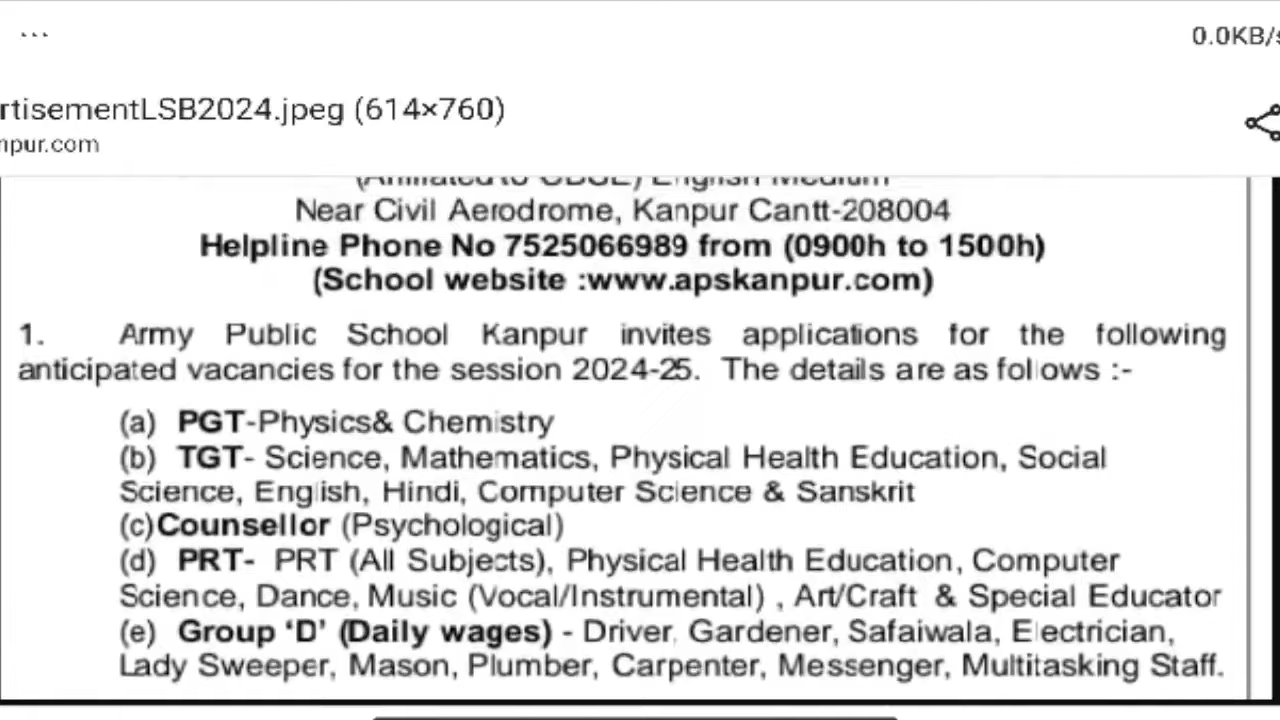 ...
0.0KB/s
rtisementLSB2024.jpeg (614×760)
npur.com
(Affiliated to CBSE) English Medium
Near Civil Aerodrome, Kanpur Cantt-208004
Helpline Phone No 7525066989 from (0900h to 1500h)
(School website :www.apskanpur.com)
1. Army Public School Kanpur invites applications for the following
anticipated vacancies for the session 2024-25. The details are as follows :-
(a) PGT-Physics& Chemistry
(b) TGT- Science, Mathematics, Physical Health Education, Social
Science, English, Hindi, Computer Science & Sanskrit
(c)Counsellor (Psychological)
(d) PRT- PRT (All Subjects), Physical Health Education, Computer
Science, Dance, Music (Vocal/Instrumental) , Art/Craft & Special Educator
(e) Group ‘D’ (Daily wages) - Driver, Gardener, Safaiwala, Electrician,
Lady Sweeper, Mason, Plumber, Carpenter, Messenger, Multitasking Staff.